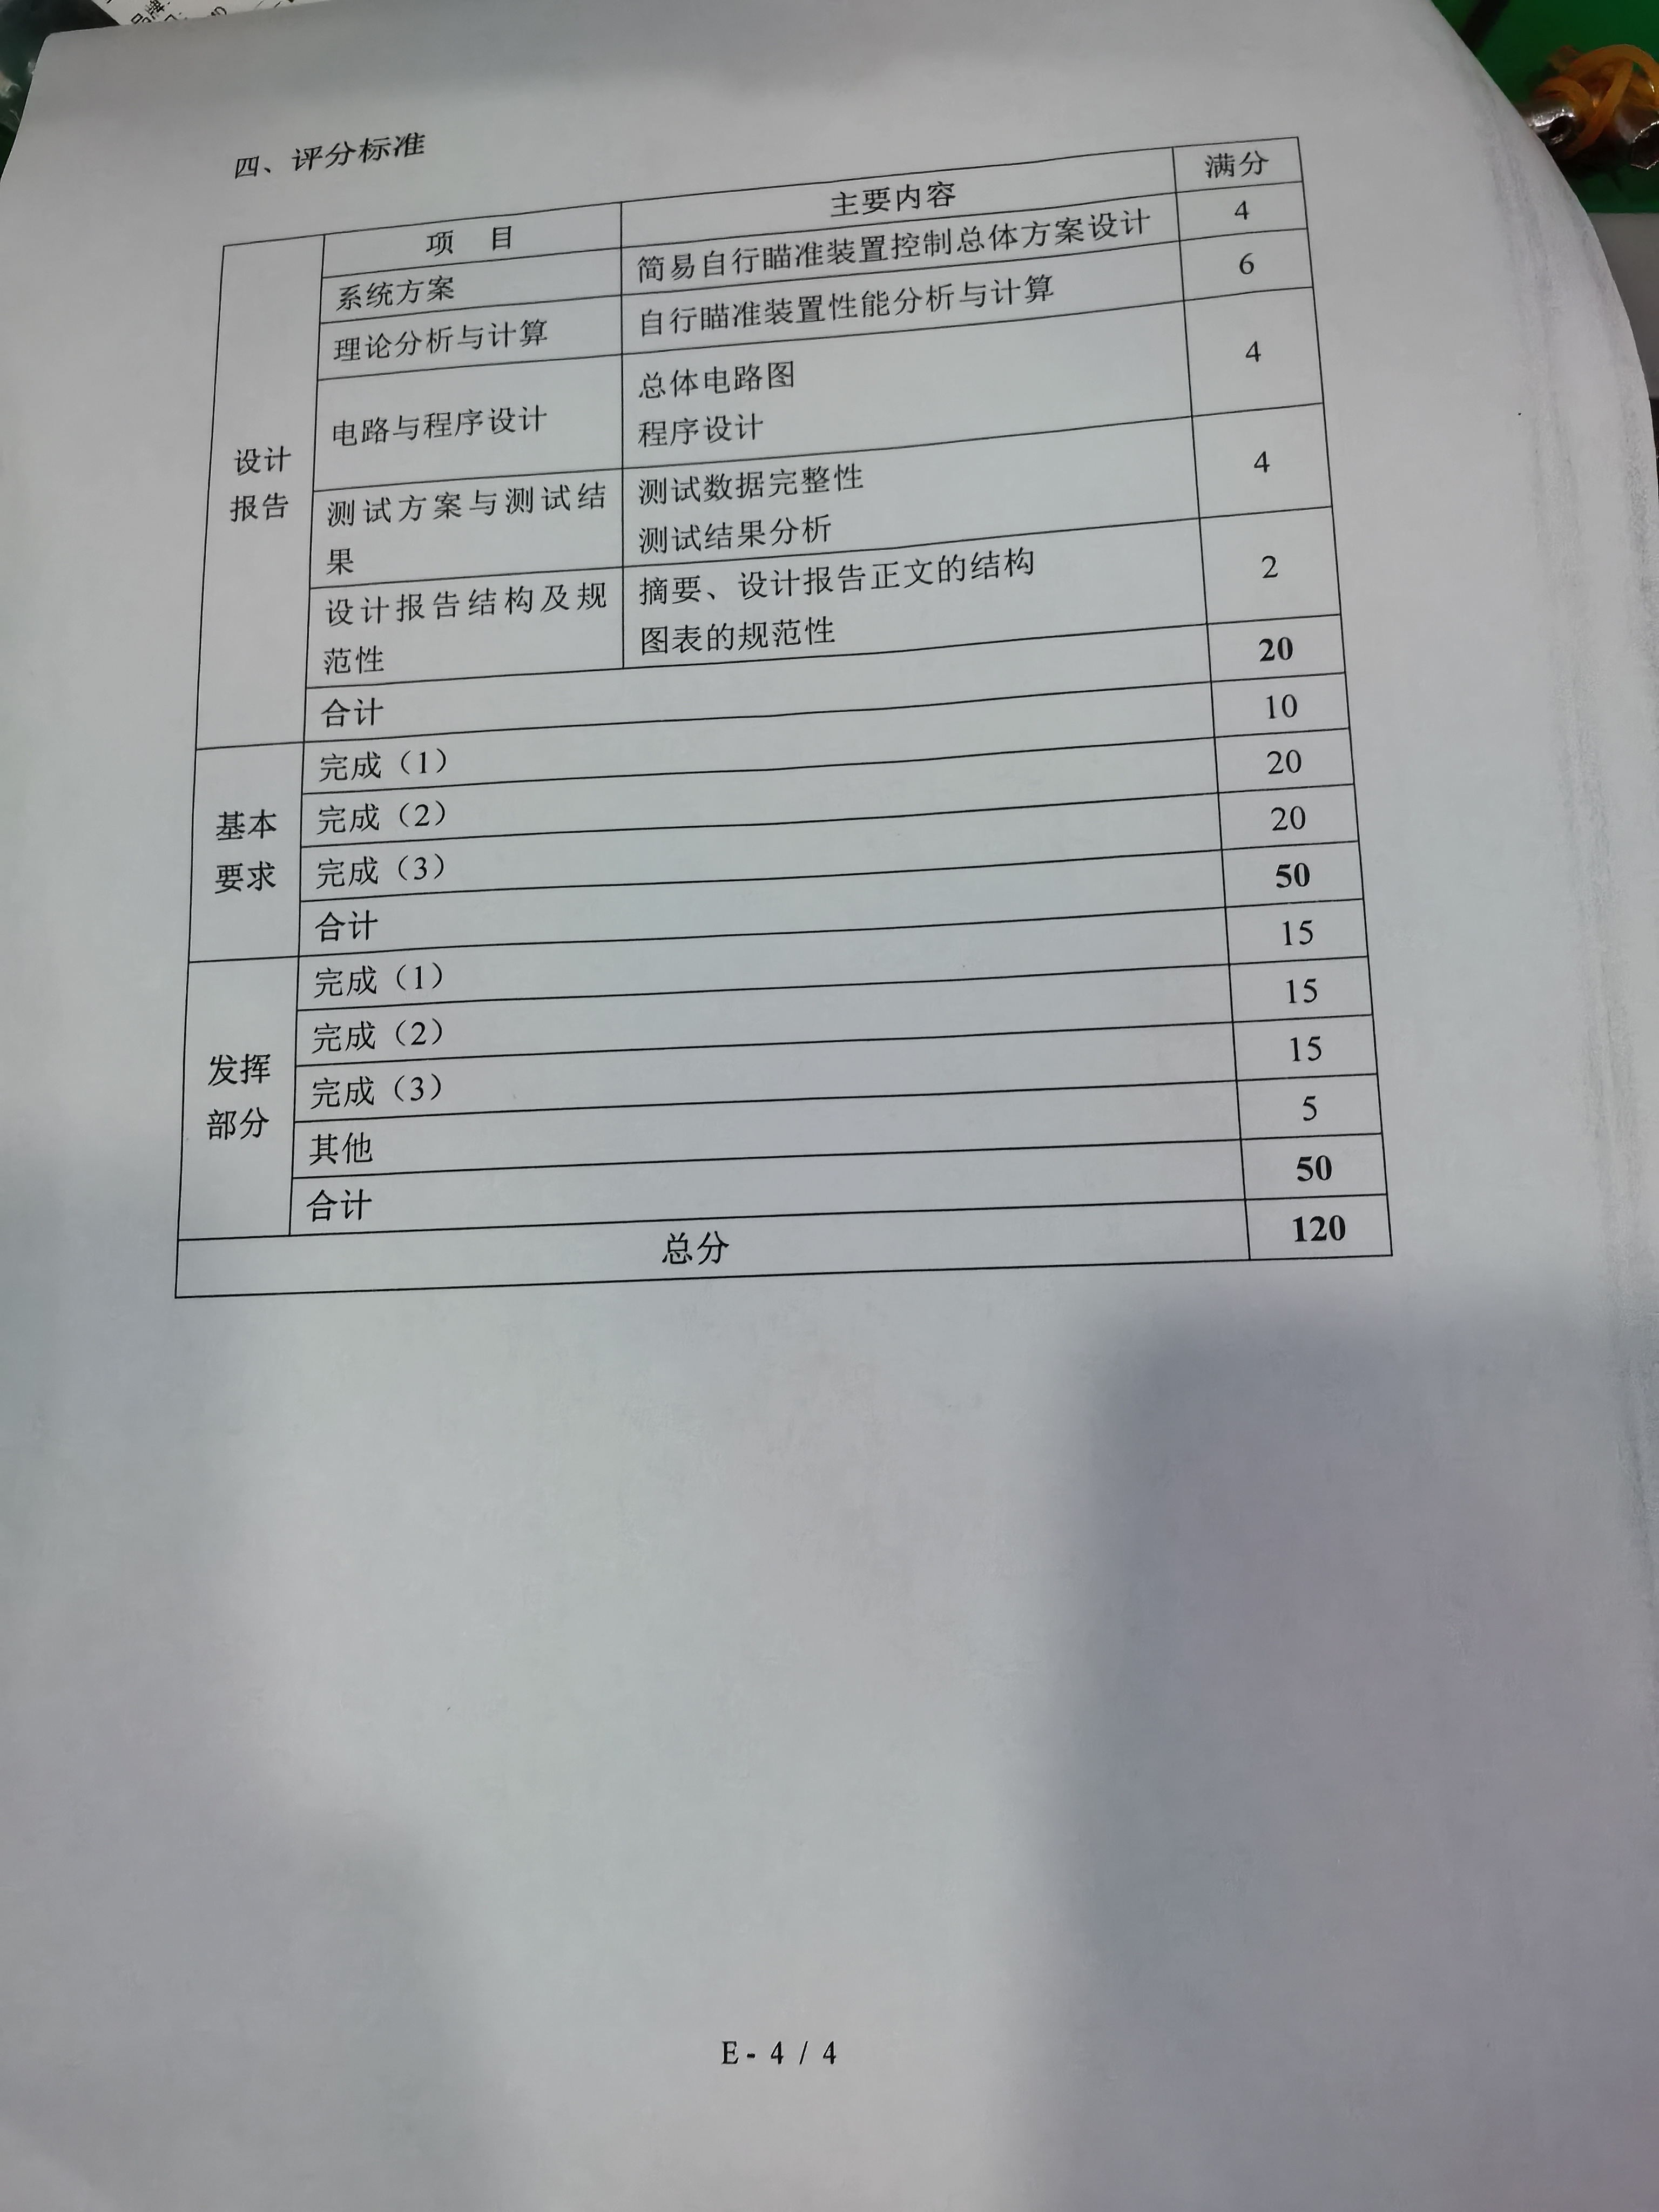 四、评分标准
项 目 主要内容 满分
设计
报告
系统方案 简易自行瞄准装置控制总体方案设计 4
理论分析与计算 自行瞄准装置性能分析与计算 6
电路与程序设计 总体电路图 4
程序设计
测试方案与测试结 测试数据完整性 4
果 测试结果分析
设计报告结构及规 摘要、设计报告正文的结构 2
范性 图表的规范性
合计 20
基本
要求
完成（1） 10
完成（2） 20
完成（3） 20
合计 50
发挥
部分
完成（1） 15
完成（2） 15
完成（3） 15
其他 5
合计 50
总分 120
E - 4 / 4